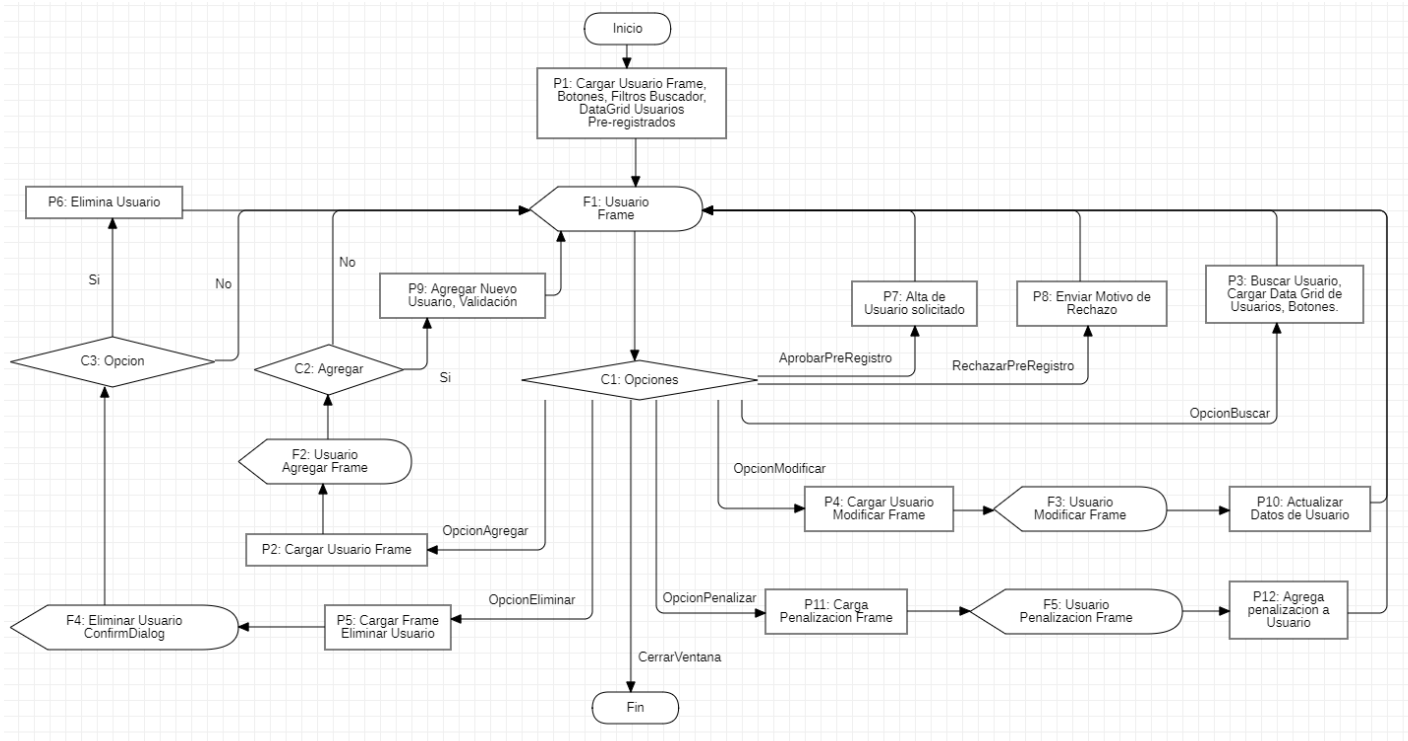 Inicio
P1: Cargar Usuario Frame,
Botones, Filtros Buscador,
DataGrid Usuarios
Pre-registrados
P6: Elimina Usuario
F1: Usuario
Frame
Si
No
No
P9: Agregar Nuevo
Usuario, Validación
P7: Alta de
Usuario solicitado
P8: Enviar Motivo de
Rechazo
P3: Buscar Usuario,
Cargar Data Grid de
Usuarios, Botones.
C3: Opcion
C2: Agregar
Si
C1: Opciones
AprobarPreRegistro
RechazarPreRegistro
OpcionBuscar
F2: Usuario
Agregar Frame
OpcionModificar
P4: Cargar Usuario
Modificar Frame
F3: Usuario
Modificar Frame
P10: Actualizar
Datos de Usuario
OpcionAgregar
P2: Cargar Usuario Frame
OpcionEliminar
OpcionPenalizar
F4: Eliminar Usuario
ConfirmDialog
P5: Cargar Frame
Eliminar Usuario
P11: Carga
Penalizacion Frame
F5: Usuario
Penalizacion Frame
P12: Agrega
penalizacion a
Usuario
CerrarVentana
Fin